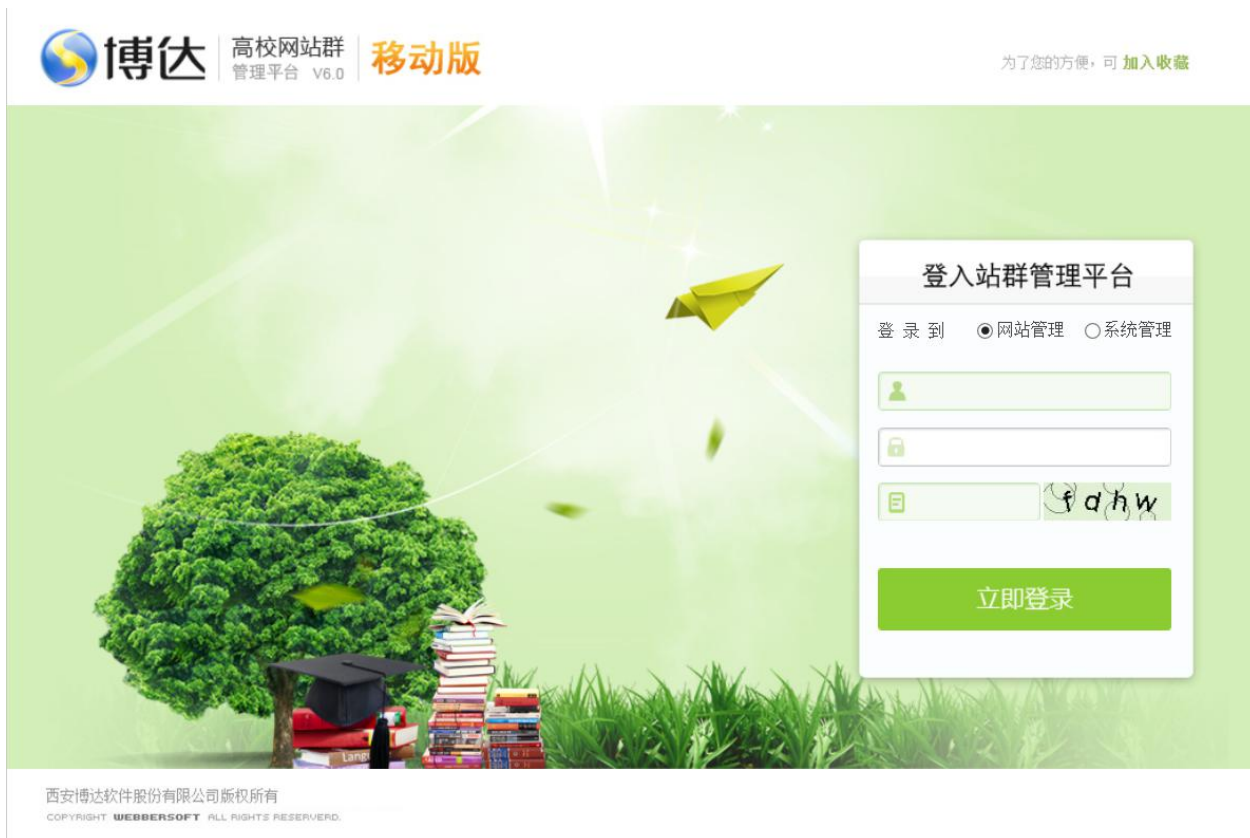 博达 高校网站群 移动版
管理平台 V6.0
为了您的方便，可 加入收藏
登入站群管理平台
登 录 到 网站管理 系统管理
fdhw
立即登录
Lang
西安博达软件股份有限公司版权所有
COPYRIGHT WEBBERSOFT ALL RIGHTS RESERVERD.